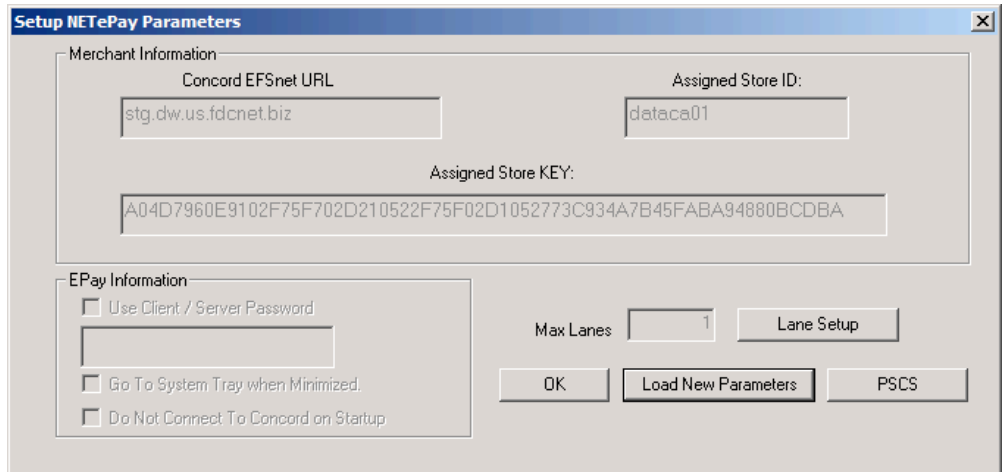 Setup NETePay Parameters
Merchant Information
Concord EFSnet URL
Assigned Store ID:
stg.dw.us.fdcnet.biz
dataca01
Assigned Store KEY:
A04D7960E9102F75F702D210522F75F02D1052773C934A7B45FABA94880BCDBA
EPay Information
Use Client / Server Password
Max Lanes
1
Lane Setup
Go To System Tray when Minimized.
OK
Load New Parameters
PSCS
Do Not Connect To Concord on Startup